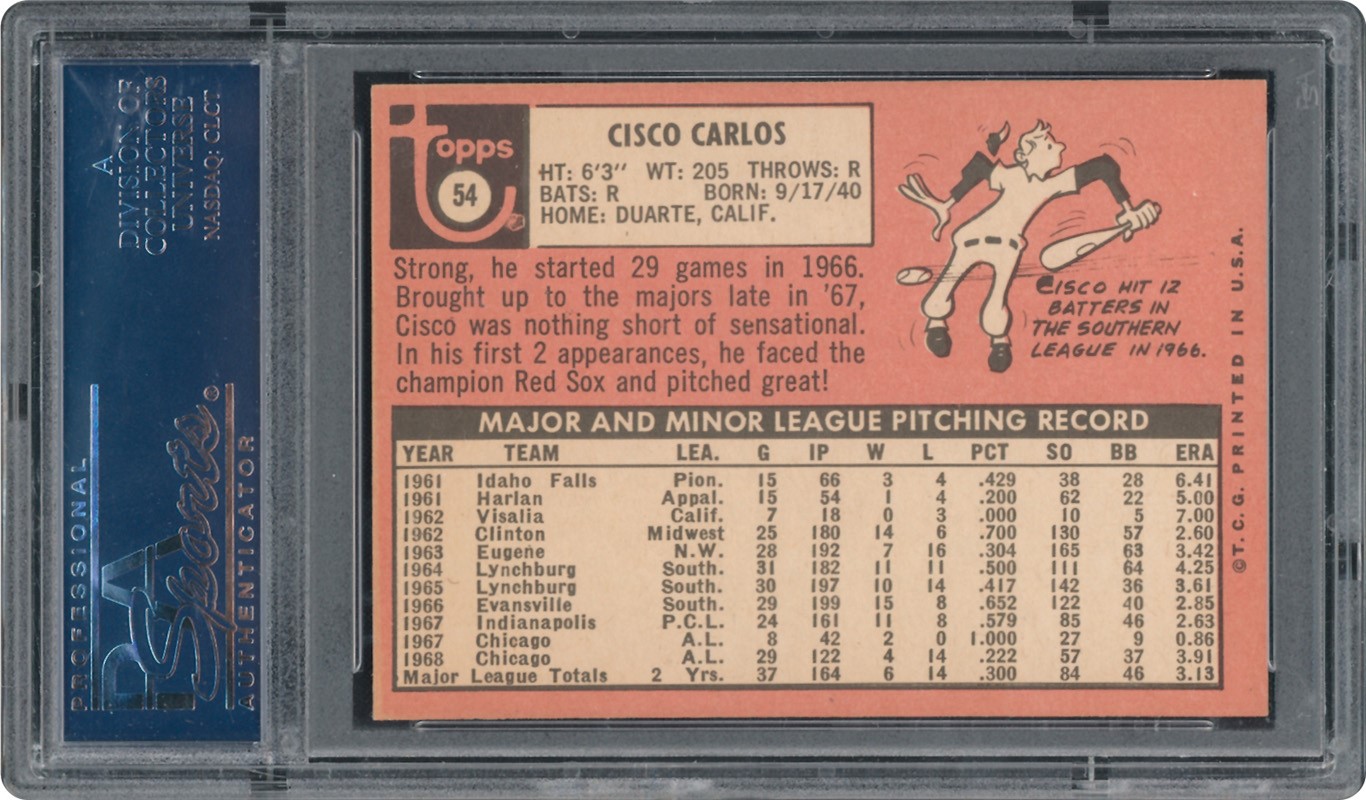 A
DIVISION OF
COLLECTORS
UNIVERSE
NASDAQ: CLCT
PROFESSIONAL
PSA
Sports®
AUTHENTICATOR
topps
54
CISCO CARLOS
HT: 6'3" WT: 205 THROWS: R
BATS: R BORN: 9/17/40
HOME: DUARTE, CALIF.
Strong, he started 29 games in 1966.
Brought up to the majors late in '67,
Cisco was nothing short of sensational.
In his first 2 appearances, he faced the
champion Red Sox and pitched great!
CISCO HIT 12
BATTERS IN
THE SOUTHERN
LEAGUE IN 1966.
MAJOR AND MINOR LEAGUE PITCHING RECORD
YEAR TEAM LEA. G IP W L PCT SO BB ERA
1961 Idaho Falls Pion. 15 66 3 4 .429 38 28 6.41
1961 Harlan Appal. 15 54 1 4 .200 62 22 5.00
1962 Visalia Calif. 7 18 0 3 .000 10 5 7.00
1962 Clinton Midwest 25 180 14 6 .700 130 57 2.60
1963 Eugene N.W. 28 192 7 16 .304 165 63 3.42
1964 Lynchburg South. 31 182 11 11 .500 111 64 4.25
1965 Lynchburg South. 30 197 10 14 .417 142 36 3.61
1966 Evansville South. 29 199 15 8 .652 122 40 2.85
1967 Indianapolis P.C.L. 24 161 11 8 .579 85 46 2.63
1967 Chicago A.L. 8 42 2 0 1.000 27 9 0.86
1968 Chicago A.L. 29 122 4 14 .222 57 37 3.91
Major League Totals 2 Yrs. 37 164 6 14 .300 84 46 3.13
©T.C.G. PRINTED IN U.S.A.